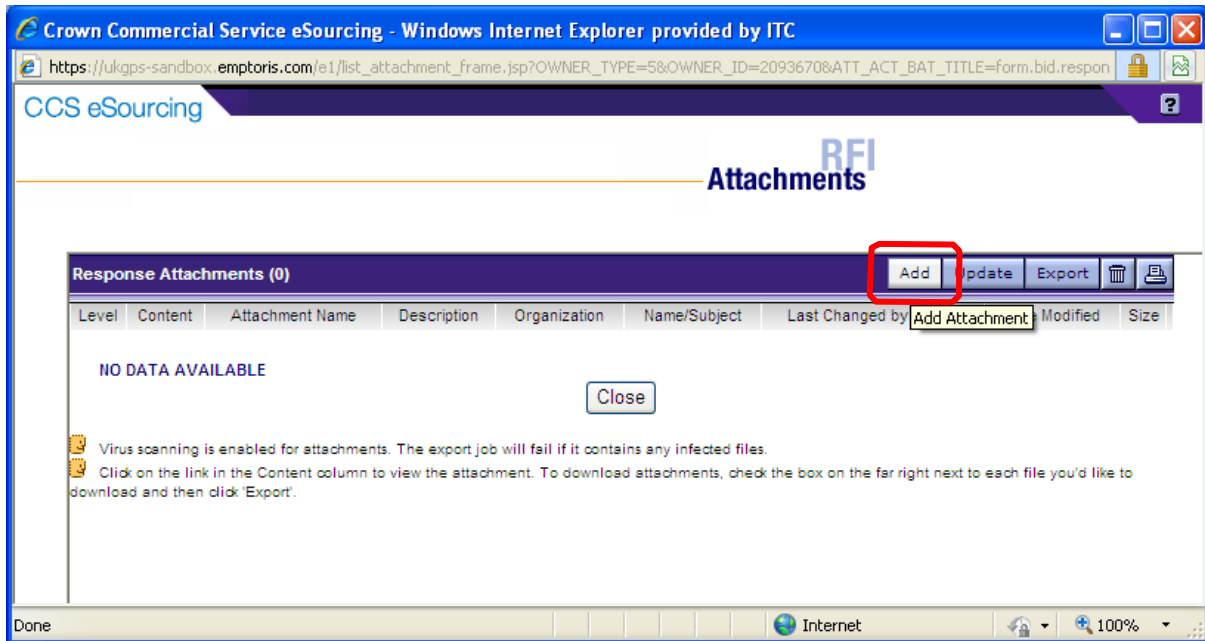 Crown Commercial Service eSourcing - Windows Internet Explorer provided by ITC
https://ukgps-sandbox.emptoris.com/e1/list_attachment_frame.jsp?OWNER_TYPE=5&OWNER_ID=2093670&ATT_ACT_BAT_TITLE=form.bid.respon
CCS eSourcing ?
RFI
Attachments
Response Attachments (0) Add Update Export
Level Content Attachment Name Description Organization Name/Subject Last Changed by Modified Size
Add Attachment
NO DATA AVAILABLE
Close
Virus scanning is enabled for attachments. The export job will fail if it contains any infected files.
Click on the link in the Content column to view the attachment. To download attachments, check the box on the far right next to each file you'd like to
download and then click 'Export'.
Done Internet 100%